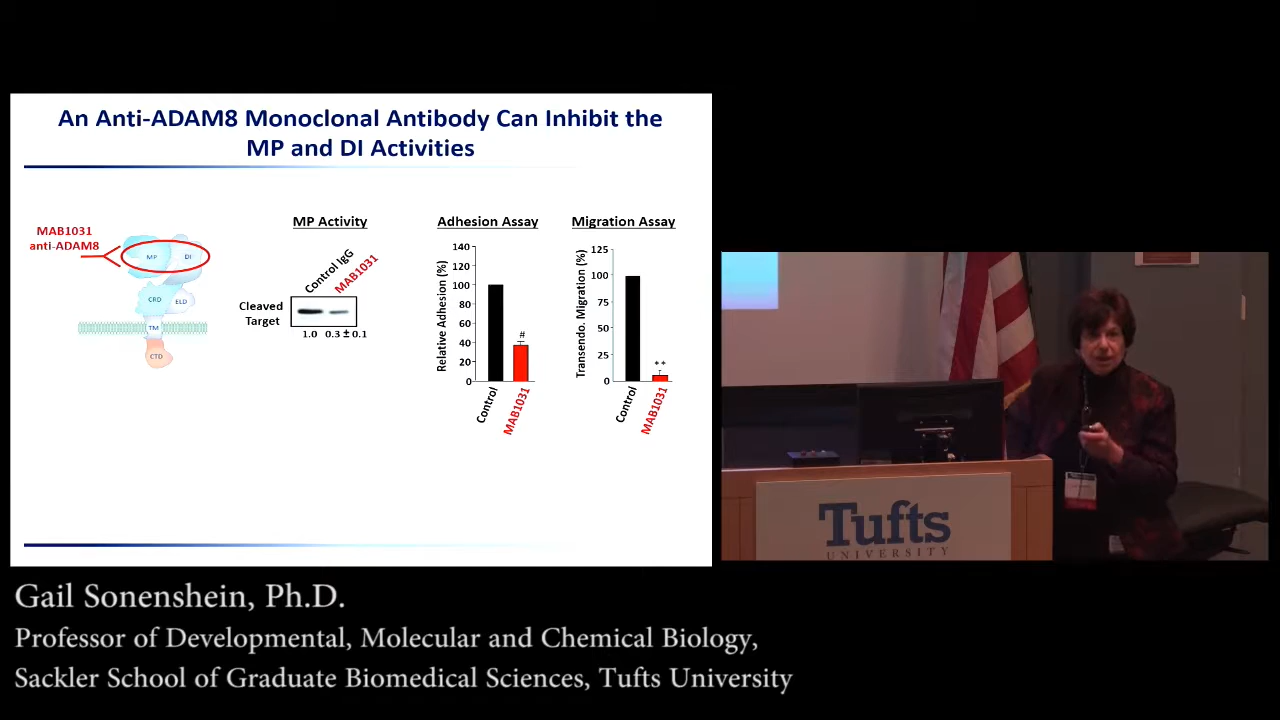 An Anti-ADAM8 Monoclonal Antibody Can Inhibit the
MP and DI Activities
MAB1031
anti-ADAM8
MP
DI
CRD
ELD
TM
CTD
MP Activity
Control IgG
MAB1031
Cleaved
Target
1.0 0.3 ± 0.1
Adhesion Assay
Relative Adhesion (%)
140
120
100
80
60
40
20
0
#
Control
MAB1031
Migration Assay
Transendo. Migration (%)
125
100
75
50
25
0
**
Control
MAB1031
Tufts
UNIVERSITY
Gail Sonenshein, Ph.D.
Professor of Developmental, Molecular and Chemical Biology,
Sackler School of Graduate Biomedical Sciences, Tufts University